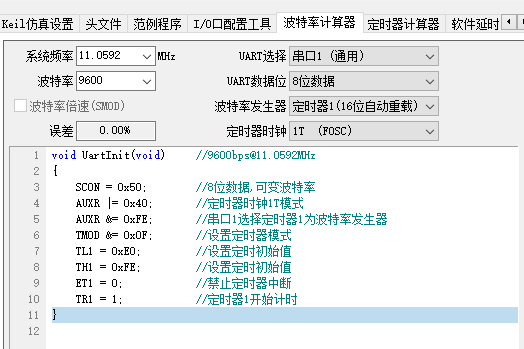 Keil仿真设置 头文件 范例程序 I/O口配置工具 波特率计算器 定时器计算器 软件延时
系统频率 11.0592 MHz UART选择 串口1 (通用)
波特率 9600 UART数据位 8位数据
波特率倍速(SMOD) 波特率发生器 定时器1(16位自动重载)
误差 0.00% 定时器时钟 1T (FOSC)
1 void UartInit(void) //9600bps@11.0592MHz
2 {
3 SCON = 0x50; //8位数据,可变波特率
4 AUXR |= 0x40; //定时器时钟1T模式
5 AUXR &= 0xFE; //串口1选择定时器1为波特率发生器
6 TMOD &= 0x0F; //设置定时器模式
7 TL1 = 0xE0; //设置定时初始值
8 TH1 = 0xFE; //设置定时初始值
9 ET1 = 0; //禁止定时器中断
10 TR1 = 1; //定时器1开始计时
11 }
12